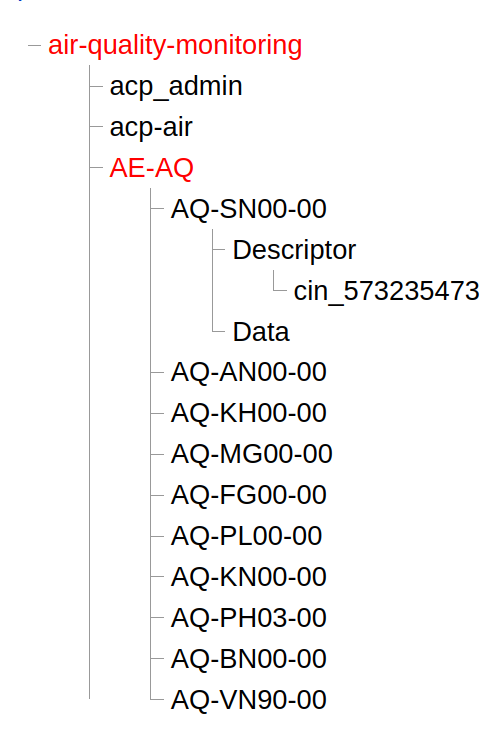 air-quality-monitoring
acp_admin
acp-air
AE-AQ
AQ-SN00-00
Descriptor
cin_573235473
Data
AQ-AN00-00
AQ-KH00-00
AQ-MG00-00
AQ-FG00-00
AQ-PL00-00
AQ-KN00-00
AQ-PH03-00
AQ-BN00-00
AQ-VN90-00